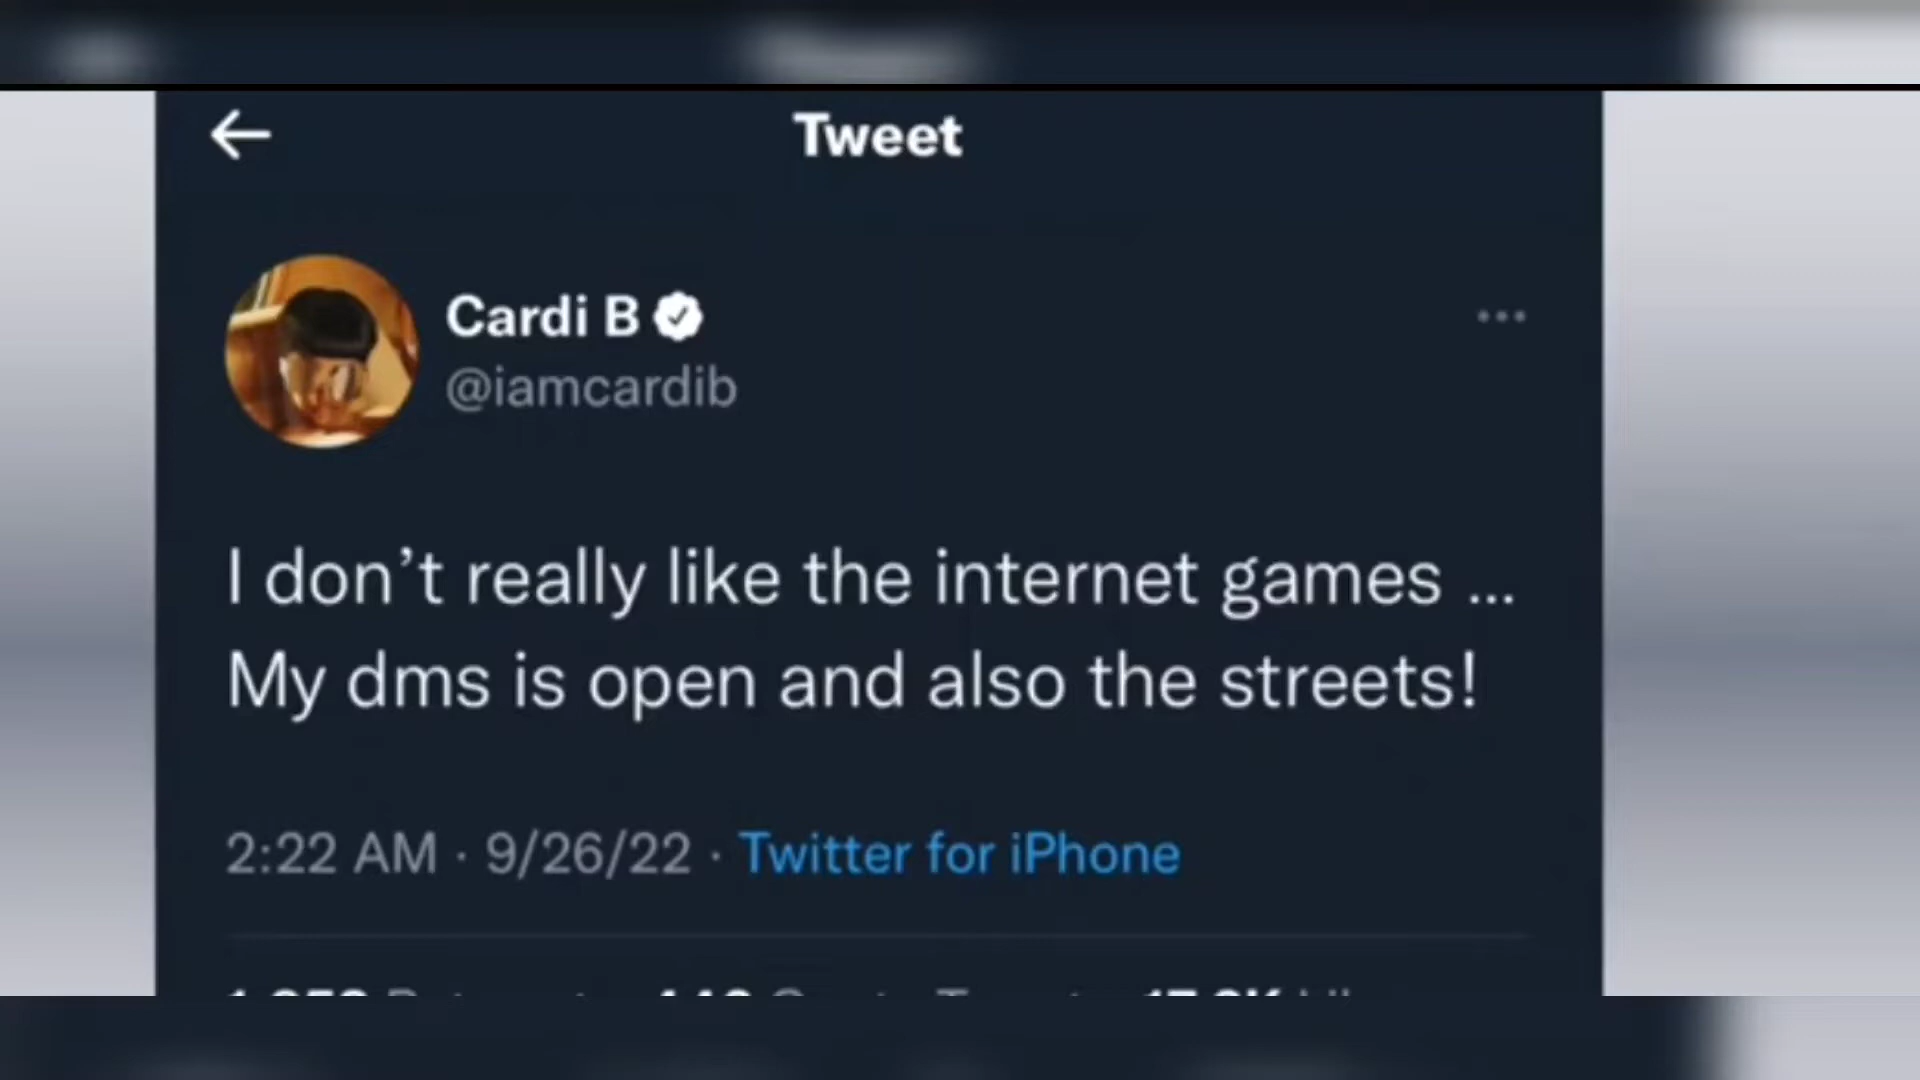 Tweet
Cardi B
@iamcardib
I don’t really like the internet games ...
My dms is open and also the streets!
2:22 AM · 9/26/22 · Twitter for iPhone